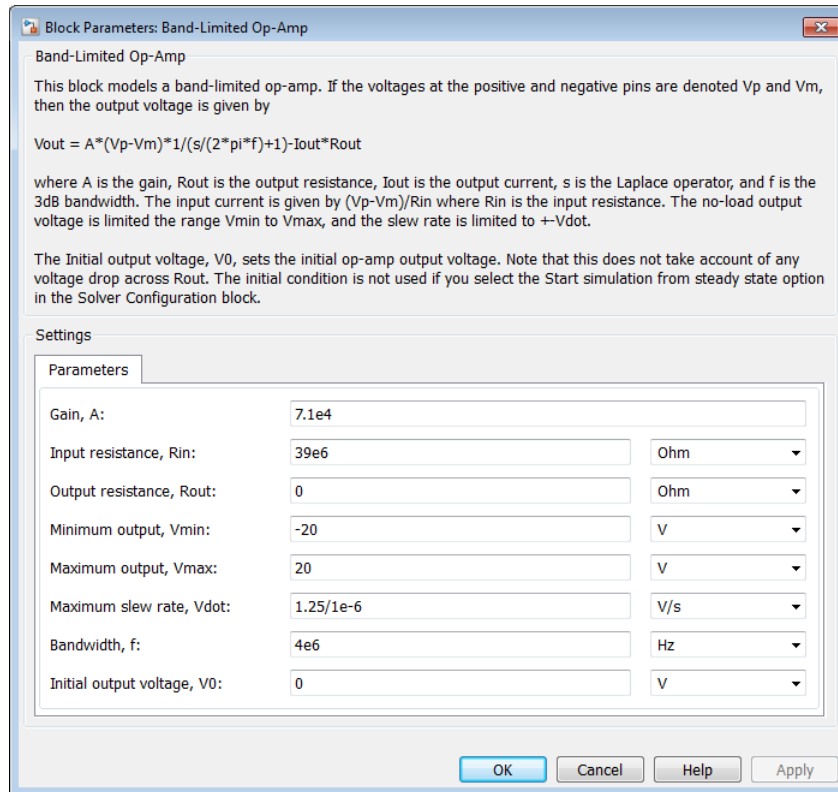 Block Parameters: Band-Limited Op-Amp
Band-Limited Op-Amp
This block models a band-limited op-amp. If the voltages at the positive and negative pins are denoted Vp and Vm,
then the output voltage is given by
Vout = A*(Vp-Vm)*1/(s/(2*pi*f)+1)-Iout*Rout
where A is the gain, Rout is the output resistance, Iout is the output current, s is the Laplace operator, and f is the
3dB bandwidth. The input current is given by (Vp-Vm)/Rin where Rin is the input resistance. The no-load output
voltage is limited the range Vmin to Vmax, and the slew rate is limited to +-Vdot.
The Initial output voltage, V0, sets the initial op-amp output voltage. Note that this does not take account of any
voltage drop across Rout. The initial condition is not used if you select the Start simulation from steady state option
in the Solver Configuration block.
Settings
Parameters
Gain, A: 7.1e4
Input resistance, Rin: 39e6 Ohm
Output resistance, Rout: 0 Ohm
Minimum output, Vmin: -20 V
Maximum output, Vmax: 20 V
Maximum slew rate, Vdot: 1.25/1e-6 V/s
Bandwidth, f: 4e6 Hz
Initial output voltage, V0: 0 V
OK Cancel Help Apply